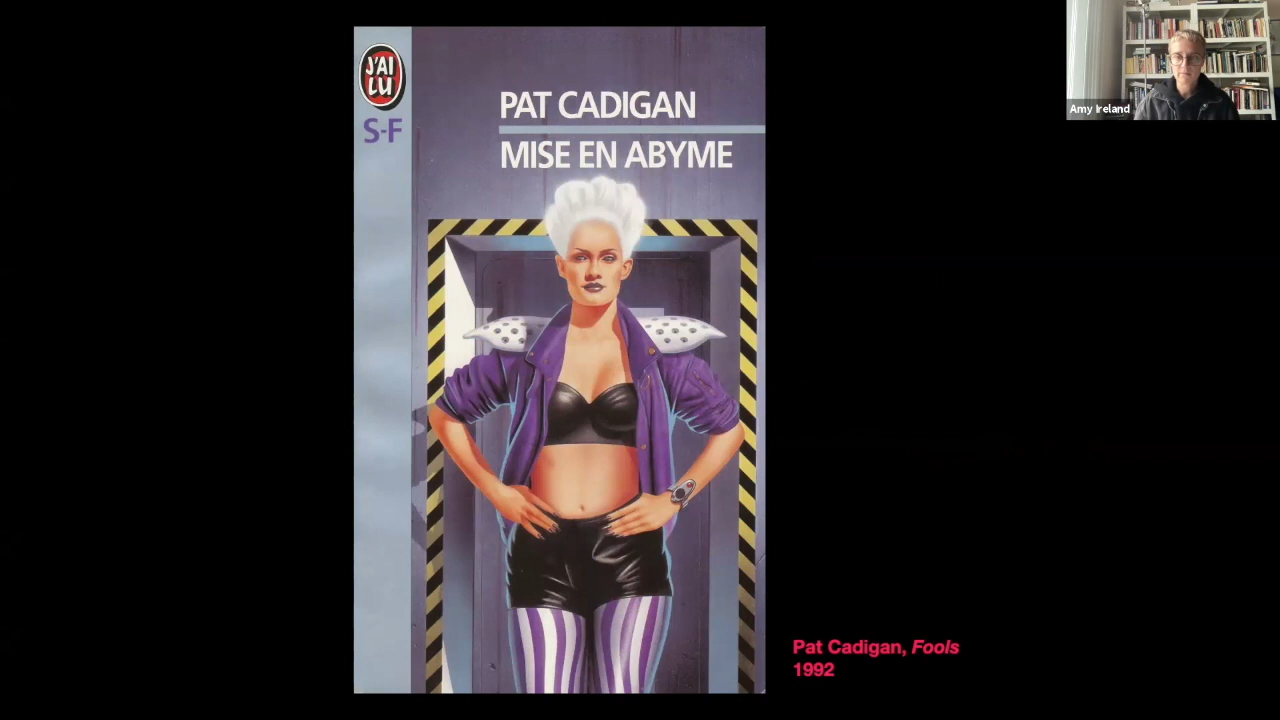 J'AI
LU
S-F
PAT CADIGAN
MISE EN ABYME
Amy Ireland
Pat Cadigan, Fools
1992